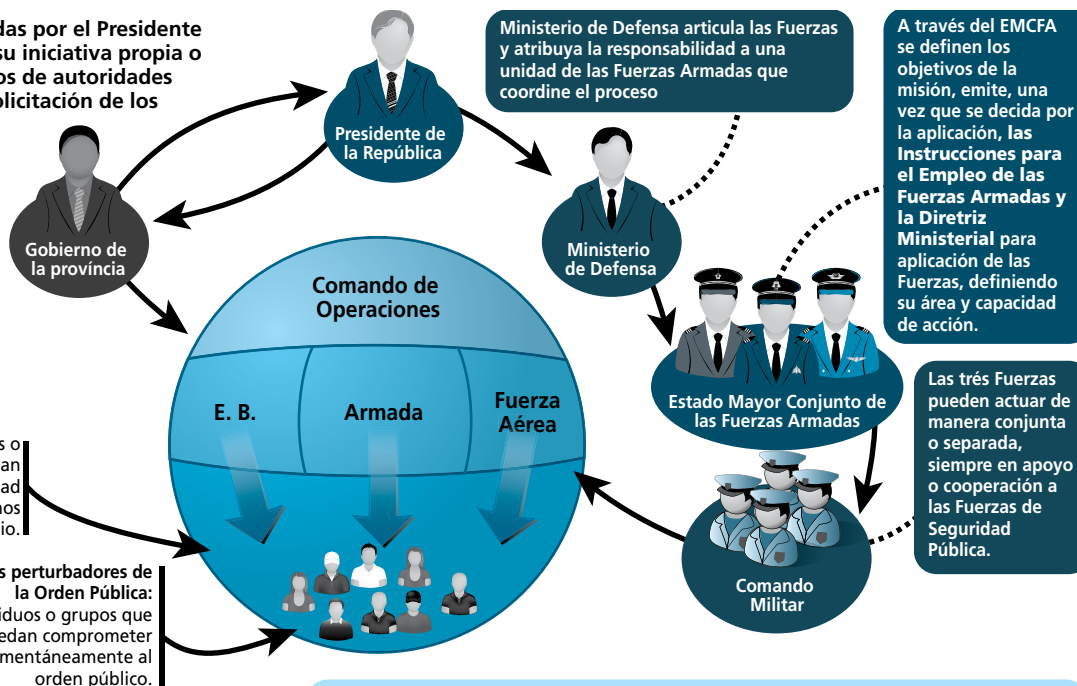 das por el Presidente
su iniciativa propia o
os de autoridades
olicitación de los
Presidente de
la República
Ministerio de Defensa articula las Fuerzas
y atribuya la responsabilidad a una
unidad de las Fuerzas Armadas que
coordine el proceso
A través del EMCFA
se definen los
objetivos de la
misión, emite, una
vez que se decida por
la aplicación, las
Instrucciones para
el Empleo de las
Fuerzas Armadas y
la Diretriz
Ministerial para
aplicación de las
Fuerzas, definiendo
su área y capacidad
de acción.
Gobierno de
la província
Ministerio
de Defensa
Comando de
Operaciones
E. B.
Armada
Fuerza
Aérea
Estado Mayor Conjunto de
las Fuerzas Armadas
Las trés Fuerzas
pueden actuar de
manera conjunta
o separada,
siempre en apoyo
o cooperación a
las Fuerzas de
Seguridad
Pública.
Comando
Militar
s o
an
ad
nos
io.
s perturbadores de
la Orden Pública:
iduos o grupos que
edan comprometer
mentáneamente al
orden público.